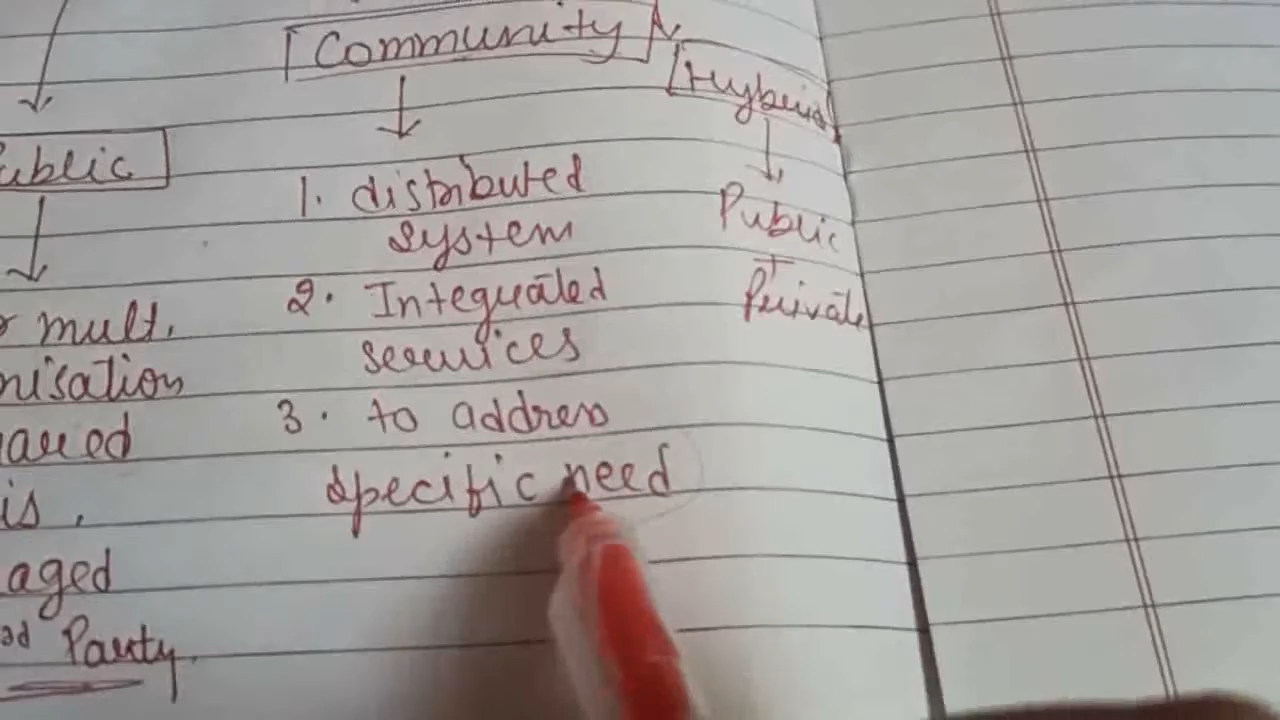 Community
Hybrid
ublic
1. distributed
system
Public
+
Private
2. Integrated
services
mult.
nisation
3. to address
specific need
ared
is.
aged
Party